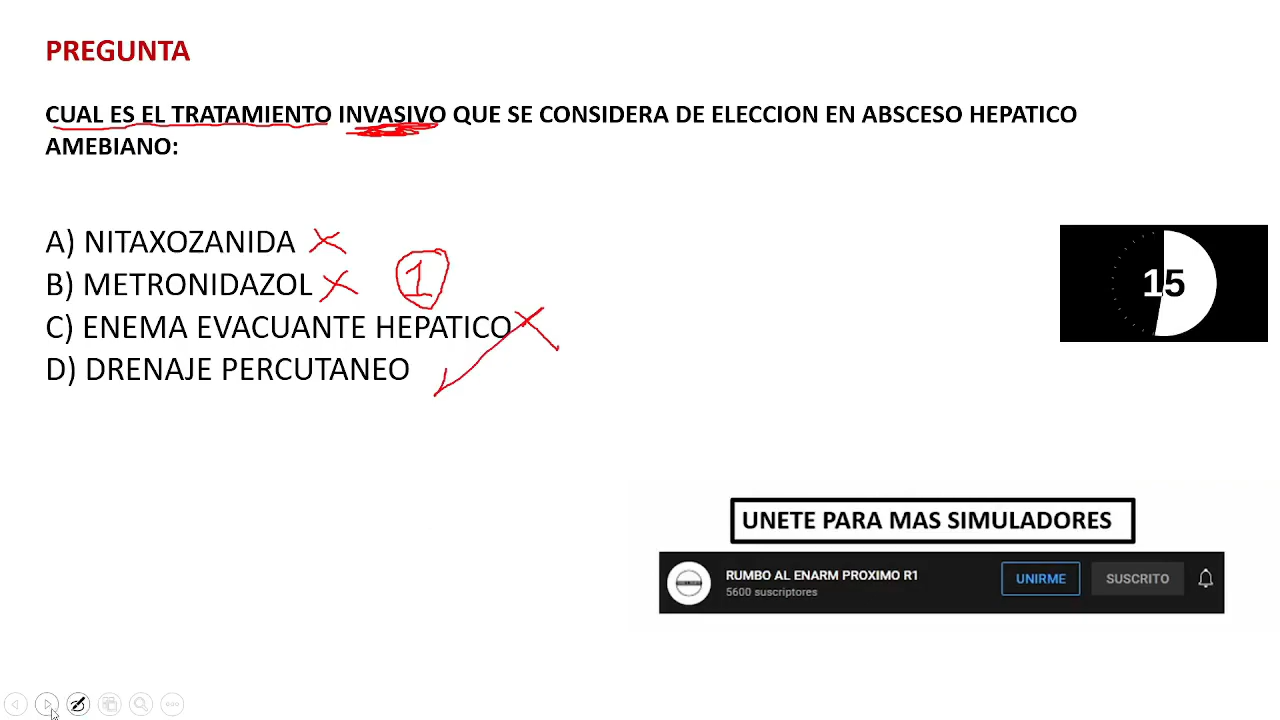 PREGUNTA
CUAL ES EL TRATAMIENTO INVASIVO QUE SE CONSIDERA DE ELECCION EN ABSCESO HEPATICO
AMEBIANO:
A) NITAXOZANIDA
B) METRONIDAZOL
1
C) ENEMA EVACUANTE HEPATICO
D) DRENAJE PERCUTANEO
15
UNETE PARA MAS SIMULADORES
RUMBO AL ENARM PROXIMO R1
5600 suscriptores
UNIRME
SUSCRITO